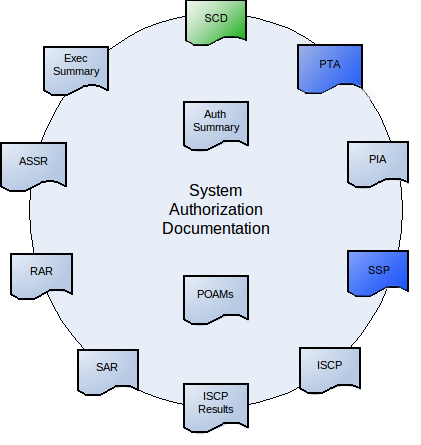 SCD
Exec
Summary
PTA
Auth
Summary
ASSR
PIA
System
Authorization
Documentation
RAR
SSP
POAMs
SAR
ISCP
ISCP
Results